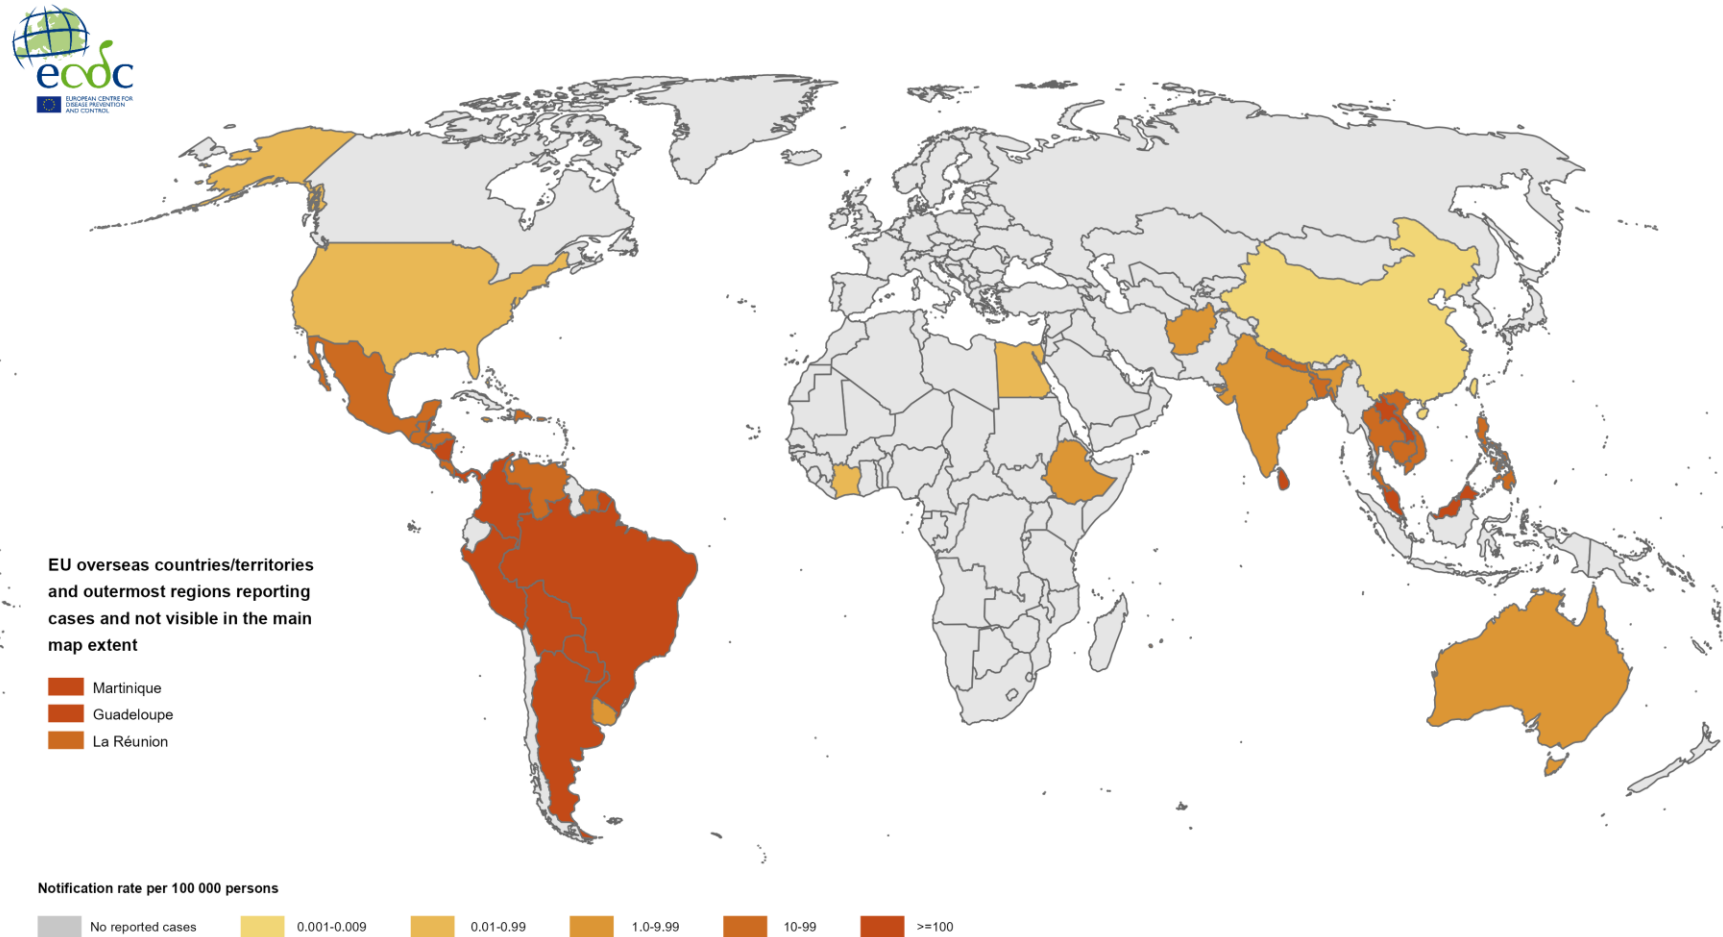 ecdc
EUROPEAN CENTRE FOR
DISEASE PREVENTION
AND CONTROL
EU overseas countries/territories
and outermost regions reporting
cases and not visible in the main
map extent
Martinique
Guadeloupe
La Réunion
Notification rate per 100 000 persons
No reported cases
0.001-0.009
0.01-0.99
1.0-9.99
10-99
>=100